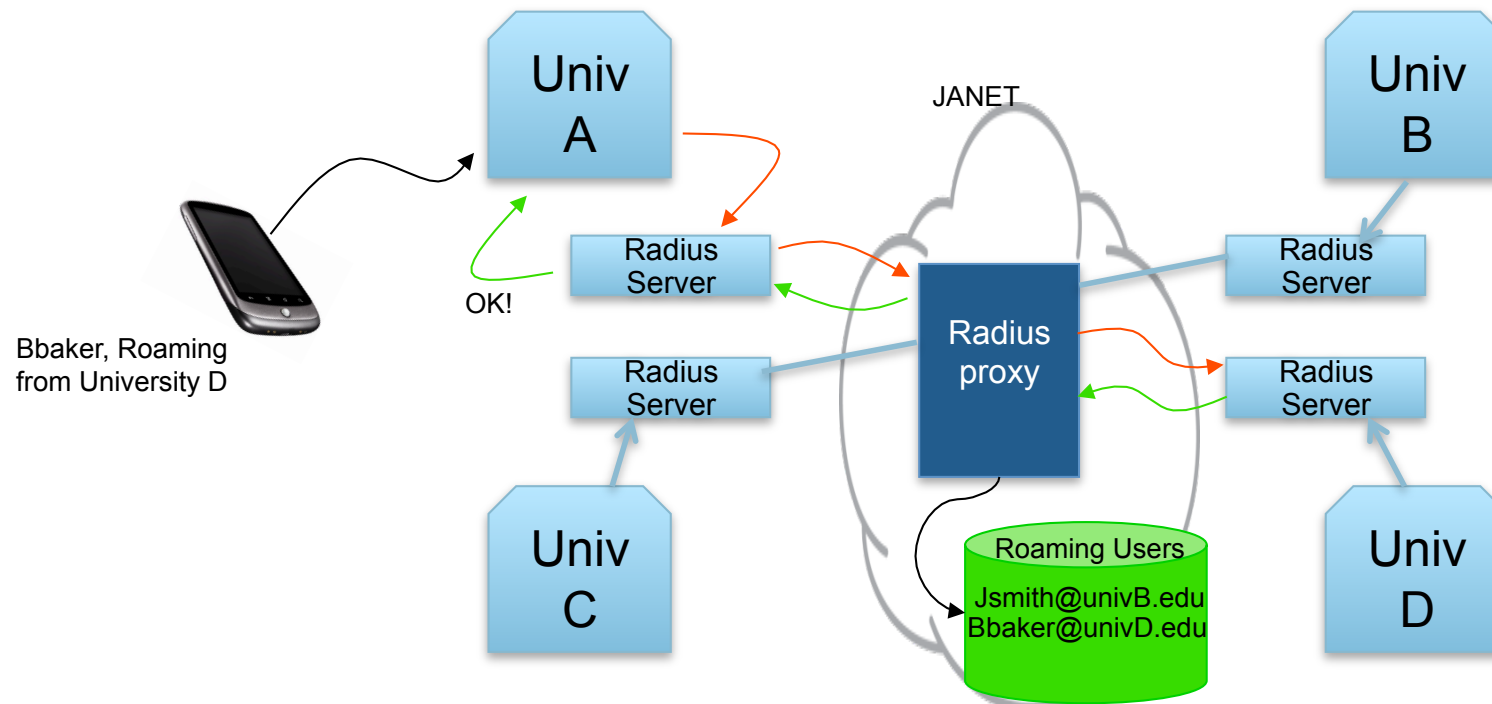 Univ
A
JANET
Univ
B
Radius
Server
Radius
Server
OK!
Radius
proxy
Bbaker, Roaming
from University D
Radius
Server
Radius
Server
Univ
C
Roaming Users
Jsmith@univB.edu
Bbaker@univD.edu
Univ
D